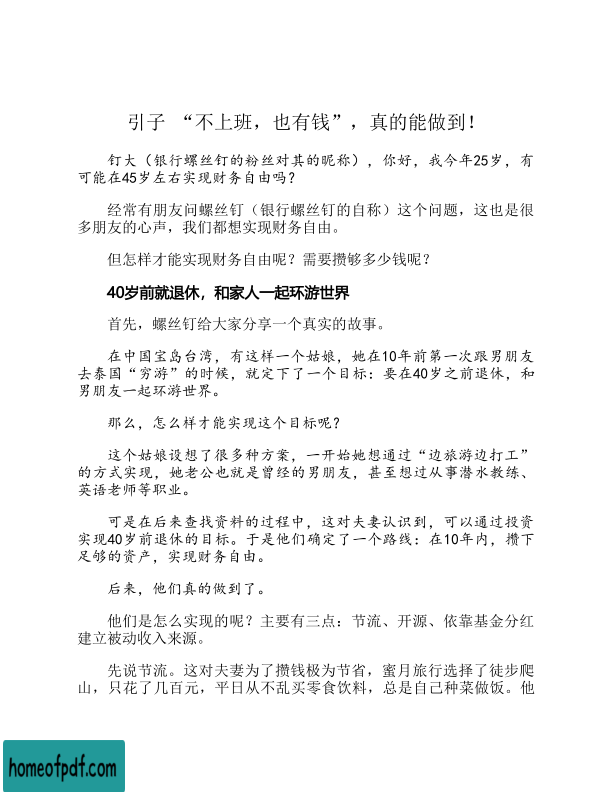 引子 “不上班，也有钱”，真的能做到！
钉大（银行螺丝钉的粉丝对其的昵称），你好，我今年25岁，有
可能在45岁左右实现财务自由吗？
经常有朋友问螺丝钉（银行螺丝钉的自称）这个问题，这也是很
多朋友的心声，我们都想实现财务自由。
但怎样才能实现财务自由呢？需要攒够多少钱呢？
40岁前就退休，和家人一起环游世界
首先，螺丝钉给大家分享一个真实的故事。
在中国宝岛台湾，有这样一个姑娘，她在10年前第一次跟男朋友
去泰国“穷游”的时候，就定下了一个目标：要在40岁之前退休，和
男朋友一起环游世界。
那么，怎么样才能实现这个目标呢？
这个姑娘设想了很多种方案，一开始她想通过“边旅游边打工”
的方式实现，她老公也就是曾经的男朋友，甚至想过从事潜水教练、
英语老师等职业。
可是在后来查找资料的过程中，这对夫妻认识到，可以通过投资
实现40岁前退休的目标。于是他们确定了一个路线：在10年内，攒下
足够的资产，实现财务自由。
后来，他们真的做到了。
他们是怎么实现的呢？主要有三点：节流、开源、依靠基金分红
建立被动收入来源。
先说节流。这对夫妻为了攒钱极为节省，蜜月旅行选择了徒步爬
山，只花了几百元，平日从不乱买零食饮料，总是自己种菜做饭。他
homeofpdf.com